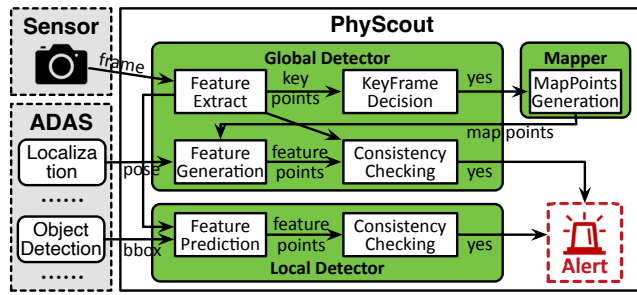 Sensor
frame
ADAS
Localiza
tion
......
Object
Detection
......
pose
bbox
PhyScout
Global Detector
Feature
Extract
key
points
KeyFrame
Decision
yes
Mapper
MapPoints
Generation
map points
Feature
Generation
feature
points
Consistency
Checking
yes
Feature
Prediction
feature
points
Consistency
Checking
yes
Local Detector
Alert